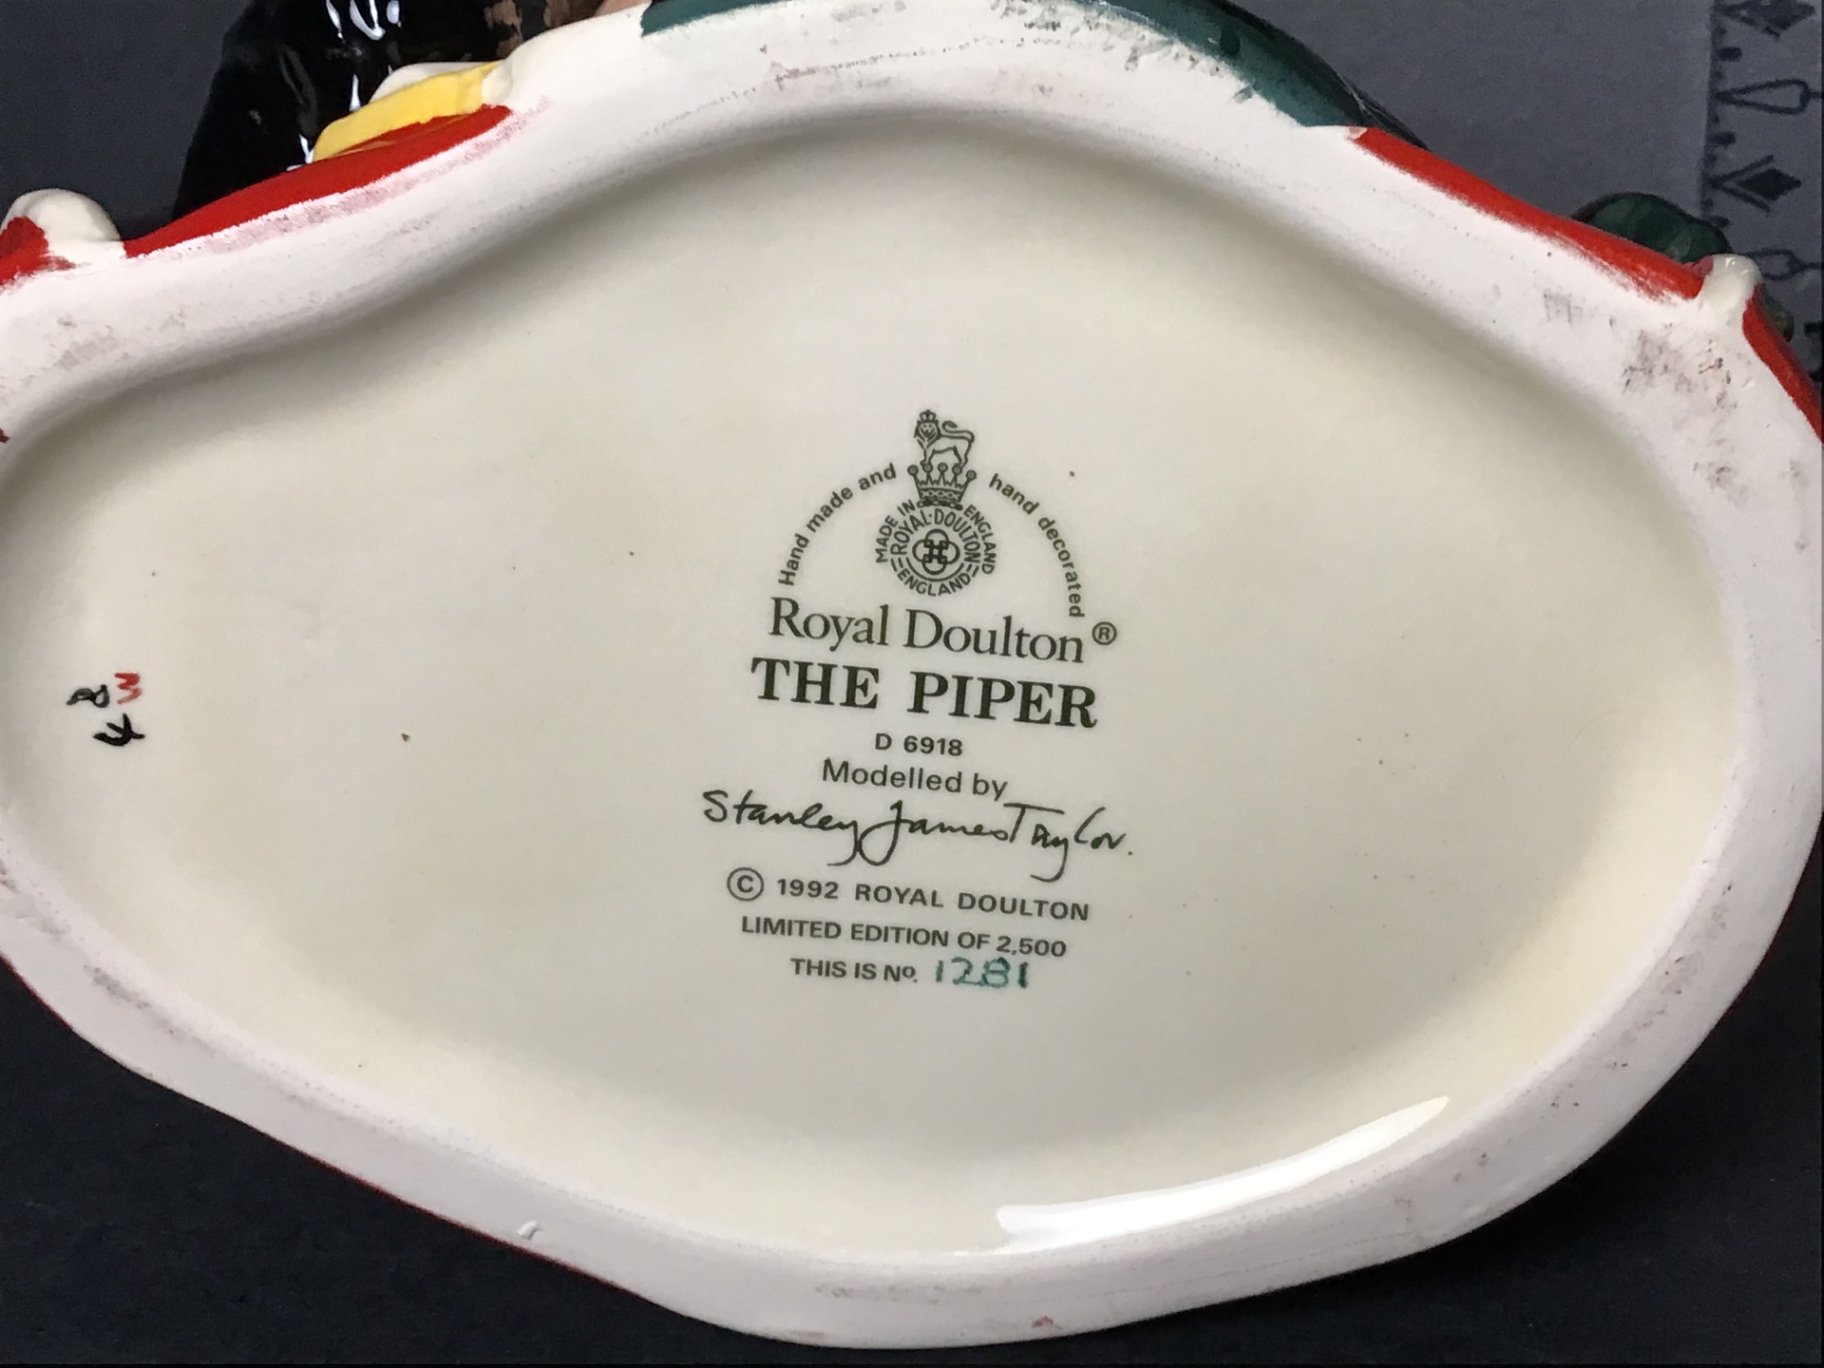 Hand made and hand decorated
MADE IN ENGLAND
ROYAL·DOULTON
ENGLAND
Royal Doulton®
THE PIPER
D 6918
Modelled by
Stanley James Taylor.
© 1992 ROYAL DOULTON
LIMITED EDITION OF 2,500
THIS IS No. 1281